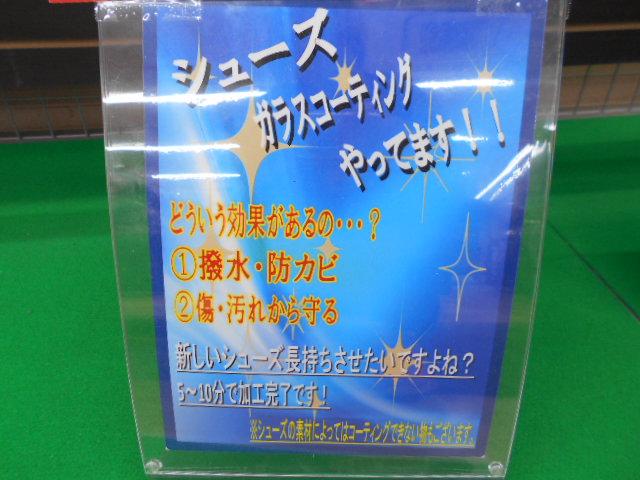 シューズ
ガラスコーティング
やってます！！
どういう効果があるの・・・？
①撥水・防カビ
②傷・汚れから守る
新しいシューズ長持ちさせたいですよね？
5～10分で加工完了です！
※シューズの素材によってはコーティングできない物もございます。